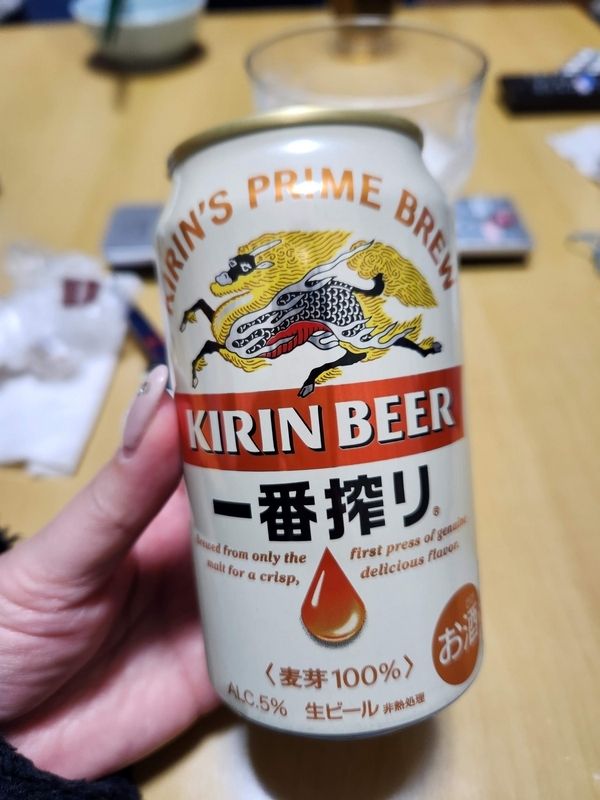 KIRIN'S PRIME BREW
KIRIN BEER
一番搾り®
Brewed from only the first press of genuine
malt for a crisp, delicious flavor.
〈麦芽100%〉
お酒
ALC.5% 生ビール 非熱処理